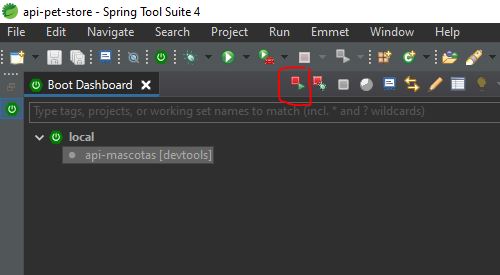 api-pet-store - Spring Tool Suite 4
File Edit Navigate Search Project Run Emmet Window
Boot Dashboard
Type tags, projects, or working set names to match (incl. * and ? wildcards)
local
api-mascotas [devtools]